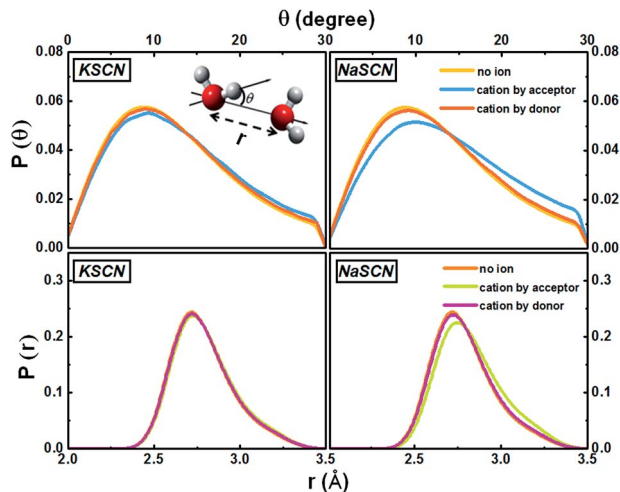 θ (degree)
0 10 20 30 0 10 20 30
KSCN
NaSCN
no ion
cation by acceptor
cation by donor
θ
r
P(θ)
0.08
0.06
0.04
0.02
0.00
0.08
0.06
0.04
0.02
0.00
KSCN
NaSCN
no ion
cation by acceptor
cation by donor
P(r)
0.3
0.2
0.1
0.0
0.3
0.2
0.1
0.0
2.0 2.5 3.0 3.5 2.5 3.0 3.5
r (Å)